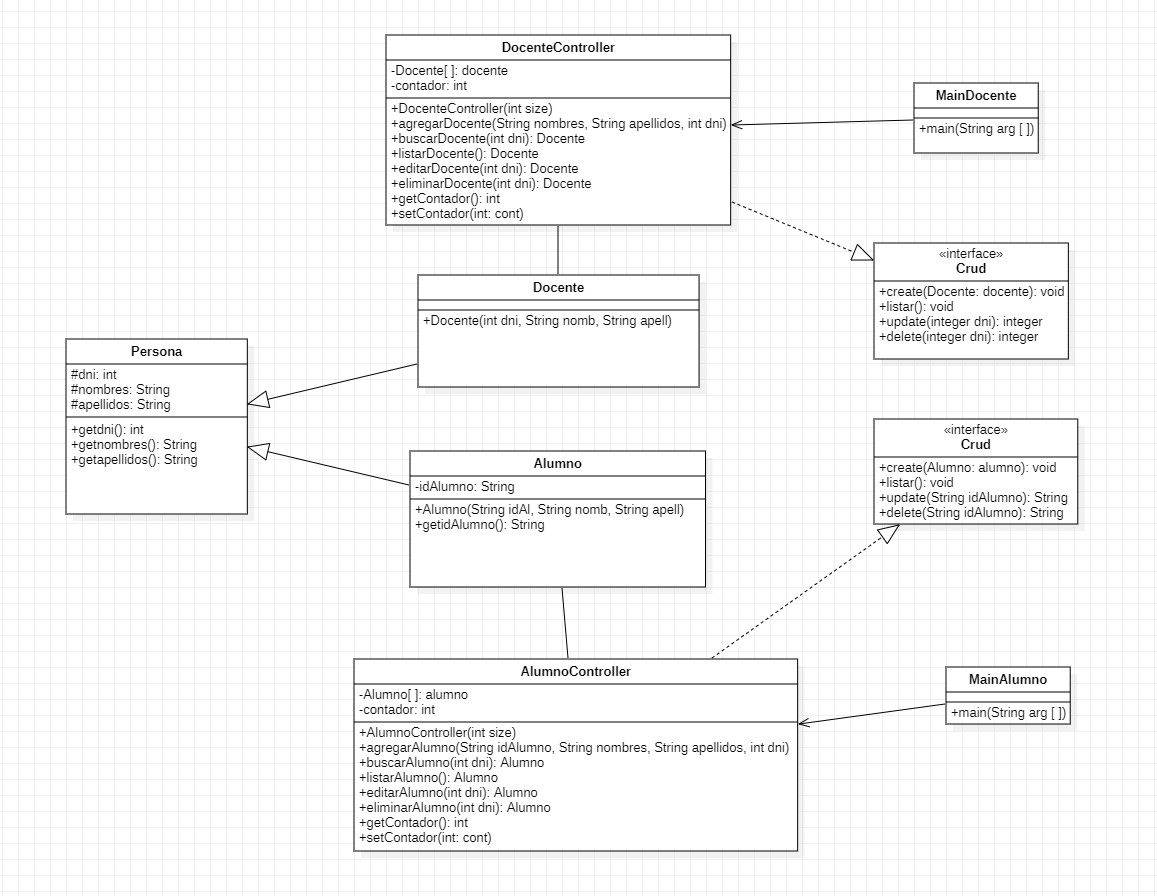 DocenteController
-Docente[ ]: docente
-contador: int
+DocenteController(int size)
+agregarDocente(String nombres, String apellidos, int dni)
+buscarDocente(int dni): Docente
+listarDocente(): Docente
+editarDocente(int dni): Docente
+eliminarDocente(int dni): Docente
+getContador(): int
+setContador(int: cont)
MainDocente
+main(String arg [ ])
«interface»
Crud
+create(Docente: docente): void
+listar(): void
+update(integer dni): integer
+delete(integer dni): integer
Docente
+Docente(int dni, String nomb, String apell)
Persona
#dni: int
#nombres: String
#apellidos: String
+getdni(): int
+getnombres(): String
+getapellidos(): String
«interface»
Crud
+create(Alumno: alumno): void
+listar(): void
+update(String idAlumno): String
+delete(String idAlumno): String
Alumno
-idAlumno: String
+Alumno(String idAl, String nomb, String apell)
+getidAlumno(): String
AlumnoController
-Alumno[ ]: alumno
-contador: int
+AlumnoController(int size)
+agregarAlumno(String idAlumno, String nombres, String apellidos, int dni)
+buscarAlumno(int dni): Alumno
+listarAlumno(): Alumno
+editarAlumno(int dni): Alumno
+eliminarAlumno(int dni): Alumno
+getContador(): int
+setContador(int: cont)
MainAlumno
+main(String arg [ ])